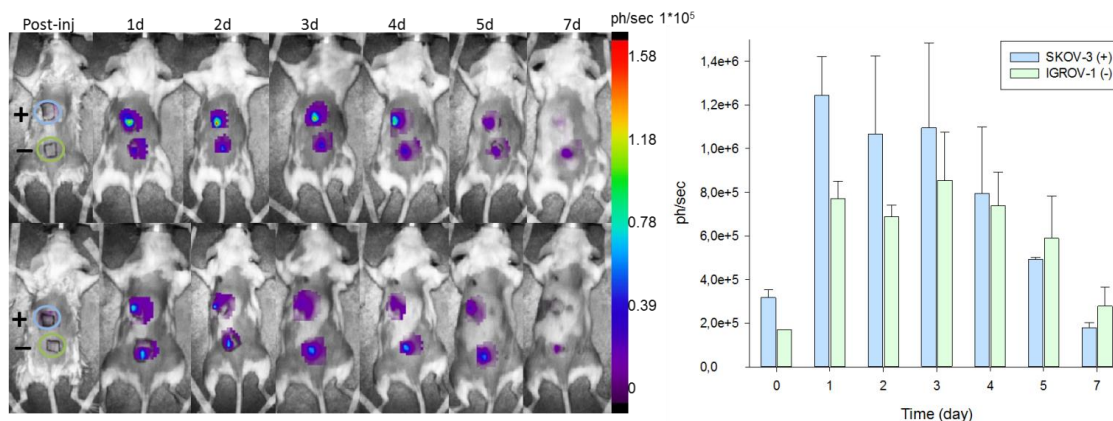 Post-inj 1d 2d 3d 4d 5d 7d ph/sec 1*10⁵
+
−
+
−
1.58
1.18
0.78
0.39
0
SKOV-3 (+)
IGROV-1 (-)
1,4e+6
1,2e+6
1,0e+6
8,0e+5
6,0e+5
4,0e+5
2,0e+5
0,0
ph/sec
0 1 2 3 4 5 7
Time (day)